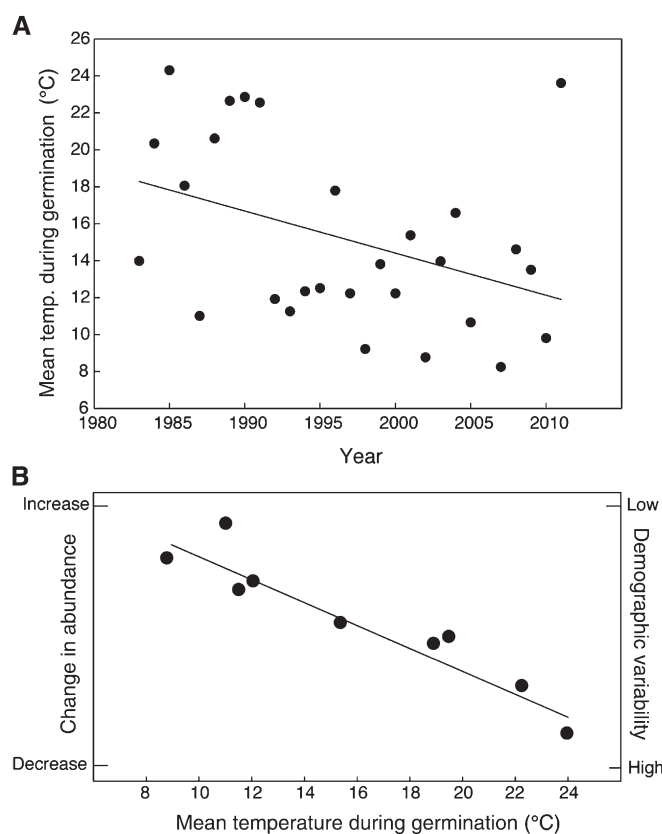 A
26
24
22
20
18
16
14
12
10
8
6
Mean temp. during germination (°C)
1980
1985
1990
1995
2000
2005
2010
Year
B
Increase
Decrease
Change in abundance
Low
High
Demographic variability
8
10
12
14
16
18
20
22
24
Mean temperature during germination (°C)